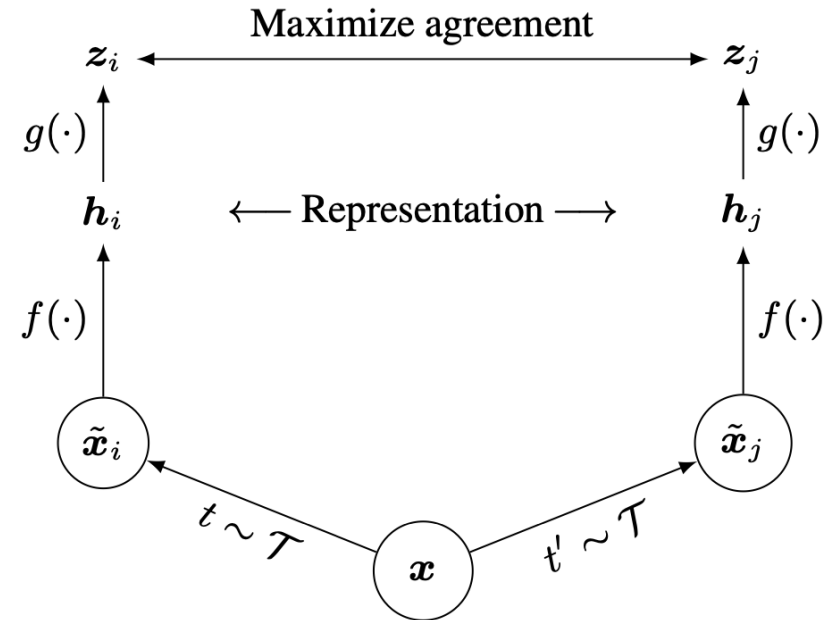 Maximize agreement
z_i z_j
g(·) g(·)
h_i ← Representation → h_j
f(·) f(·)
x̃_i x̃_j
t ∼ 𝒯 t′ ∼ 𝒯
x